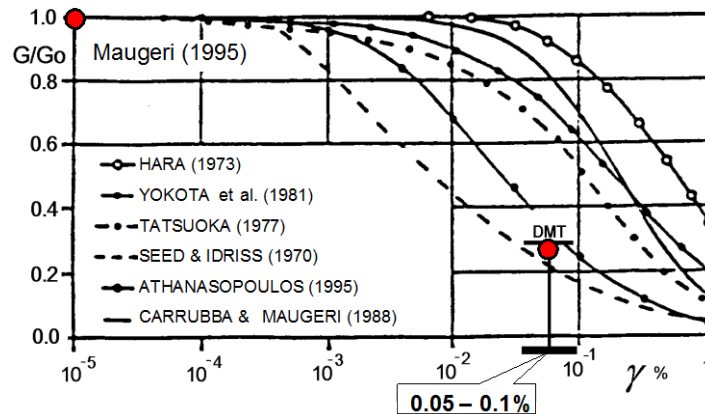 1.0
G/Go
Maugeri (1995)
0.8
0.6
HARA (1973)
YOKOTA et al. (1981)
0.4
TATSUOKA (1977)
DMT
SEED & IDRISS (1970)
0.2
ATHANASOPOULOS (1995)
CARRUBBA & MAUGERI (1988)
0.0
10⁻⁵ 10⁻⁴ 10⁻³ 10⁻² 10⁻¹ γ %
0.05 – 0.1%